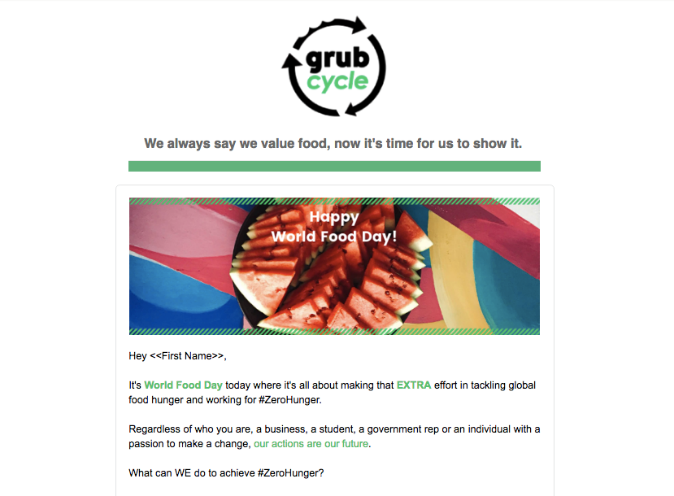 grub
cycle
We always say we value food, now it's time for us to show it.
Happy
World Food Day!
Hey <<First Name>>,
It's World Food Day today where it's all about making that EXTRA effort in tackling global
food hunger and working for #ZeroHunger.
Regardless of who you are, a business, a student, a government rep or an individual with a
passion to make a change, our actions are our future.
What can WE do to achieve #ZeroHunger?